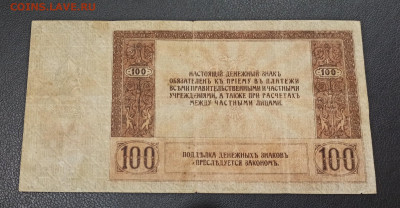 COINS.LAVE.RU
100 100
НАСТОЯЩІЙ ДЕНЕЖНЫЙ ЗНАКЪ
ОБЯЗАТЕЛЕНЪ КЪ ПРІЕМУ ВЪ ПЛАТЕЖИ
ВСѢМИ ПРАВИТЕЛЬСТВЕННЫМИ И ЧАСТНЫМИ
УЧРЕЖДЕНІЯМИ, А ТАКЖЕ ПРИ РАСЧЕТАХЪ
МЕЖДУ ЧАСТНЫМИ ЛИЦАМИ.
100 ПОДДѢЛКА ДЕНЕЖНЫХЪ ЗНАКОВЪ 100
ПРЕСЛѢДУЕТСЯ ЗАКОНОМЪ.